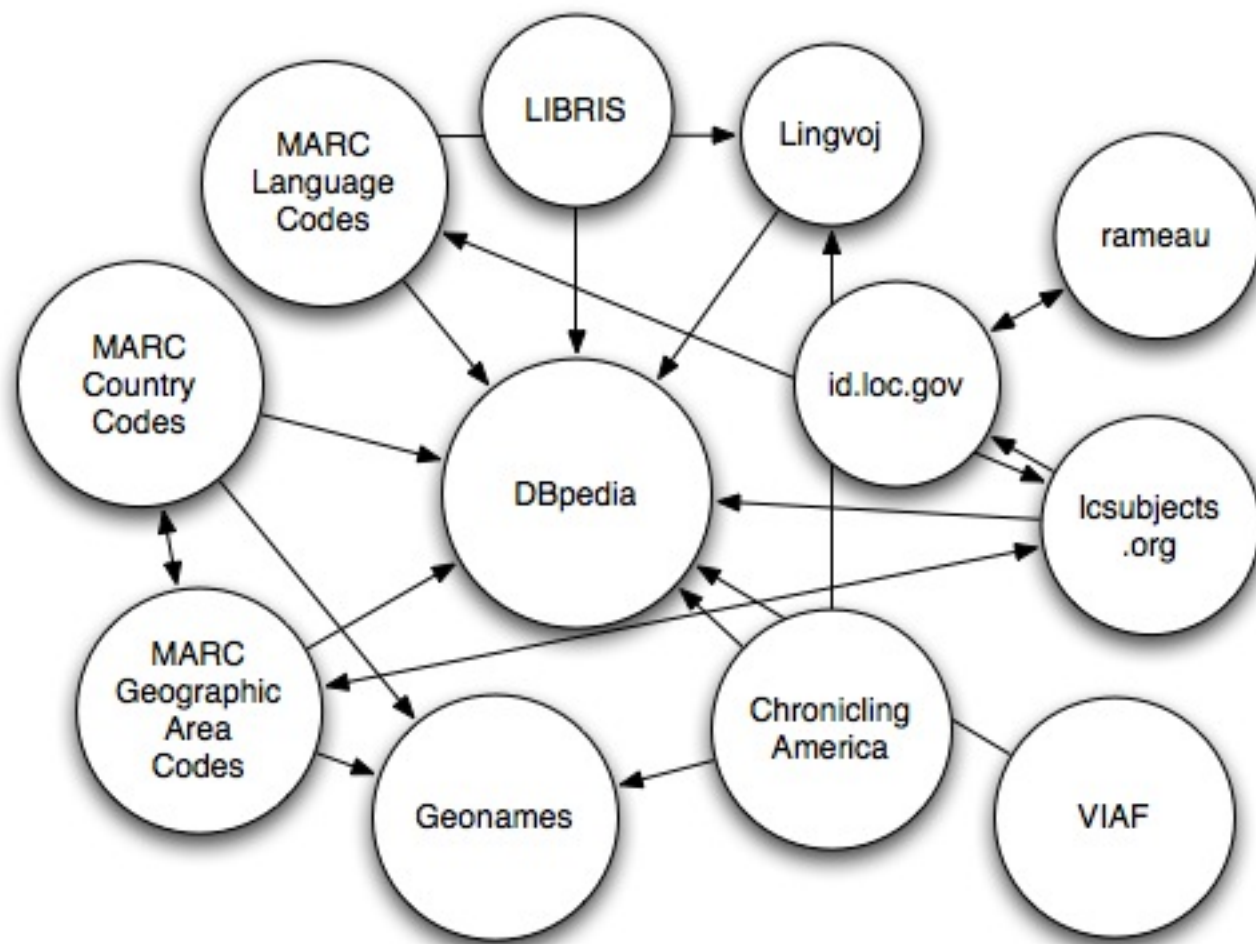 LIBRIS
Lingvoj
MARC
Language
Codes
rameau
MARC
Country
Codes
id.loc.gov
DBpedia
lcsubjects
.org
MARC
Geographic
Area
Codes
Chronicling
America
Geonames
VIAF